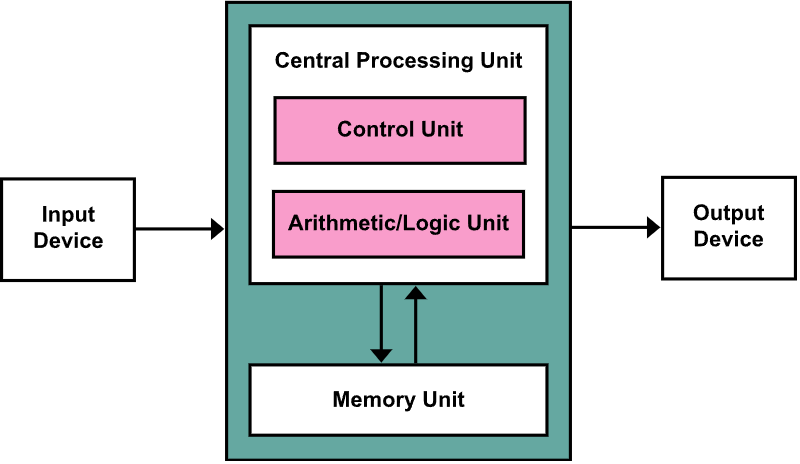 Central Processing Unit
Control Unit
Arithmetic/Logic Unit
Input
Device
Output
Device
Memory Unit